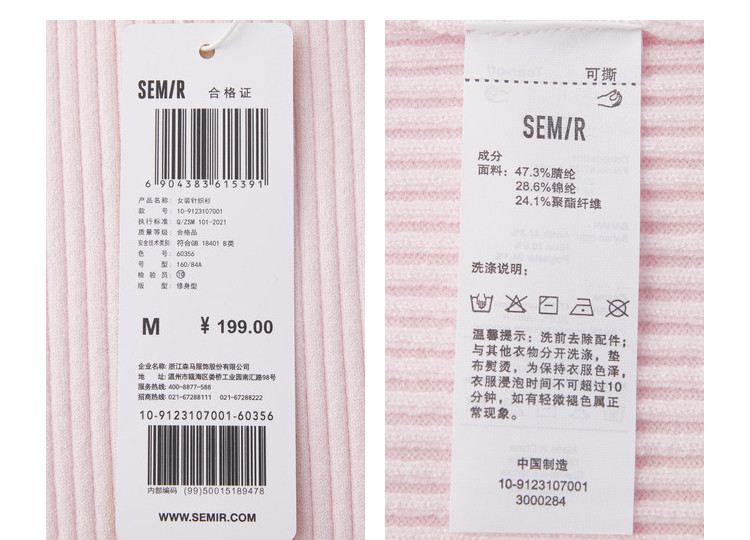 SEM/R 合格证
6 904383 615391
产品名称: 女装针织衫
款 号: 10-9123107001
执行标准: Q/ZSM 101-2021
质量等级: 合格品
安全技术类别: 符合GB 18401 B类
色 号: 60356
号 型: 160/84A
检 验 员: ⑩
版 型: 修身型
M ¥ 199.00
企业名称: 浙江森马服饰股份有限公司
地 址: 温州市瓯海区娄桥工业园南汇路98号
服务热线: 400-8877-588
招商热线: 021-67288111 021-67288222
10-9123107001-60356
内部编码 (99)50015189478
WWW.SEMIR.COM
可撕
SEM/R
成分
面料: 47.3%腈纶
28.6%锦纶
24.1%聚酯纤维
洗涤说明:
温馨提示: 洗前去除配件;
与其他衣物分开洗涤, 垫
布熨烫, 为保持衣服色泽,
衣服浸泡时间不可超过10
分钟, 如有轻微褪色属正
常现象.
中国制造
10-9123107001
3000284